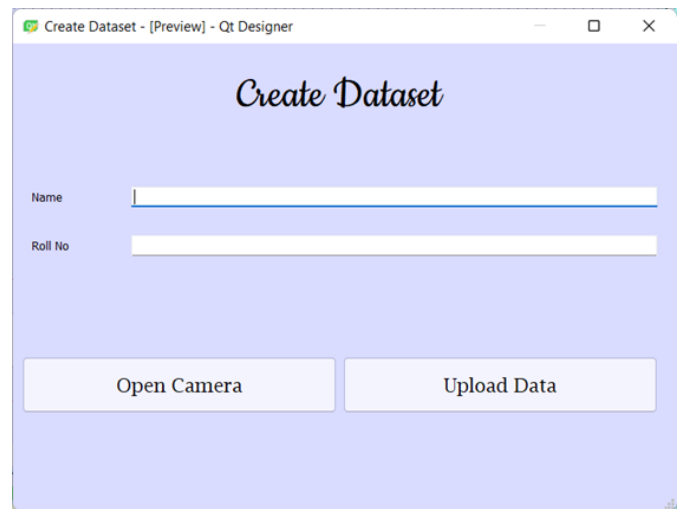 Create Dataset - [Preview] - Qt Designer
Create Dataset
Name
Roll No
Open Camera Upload Data